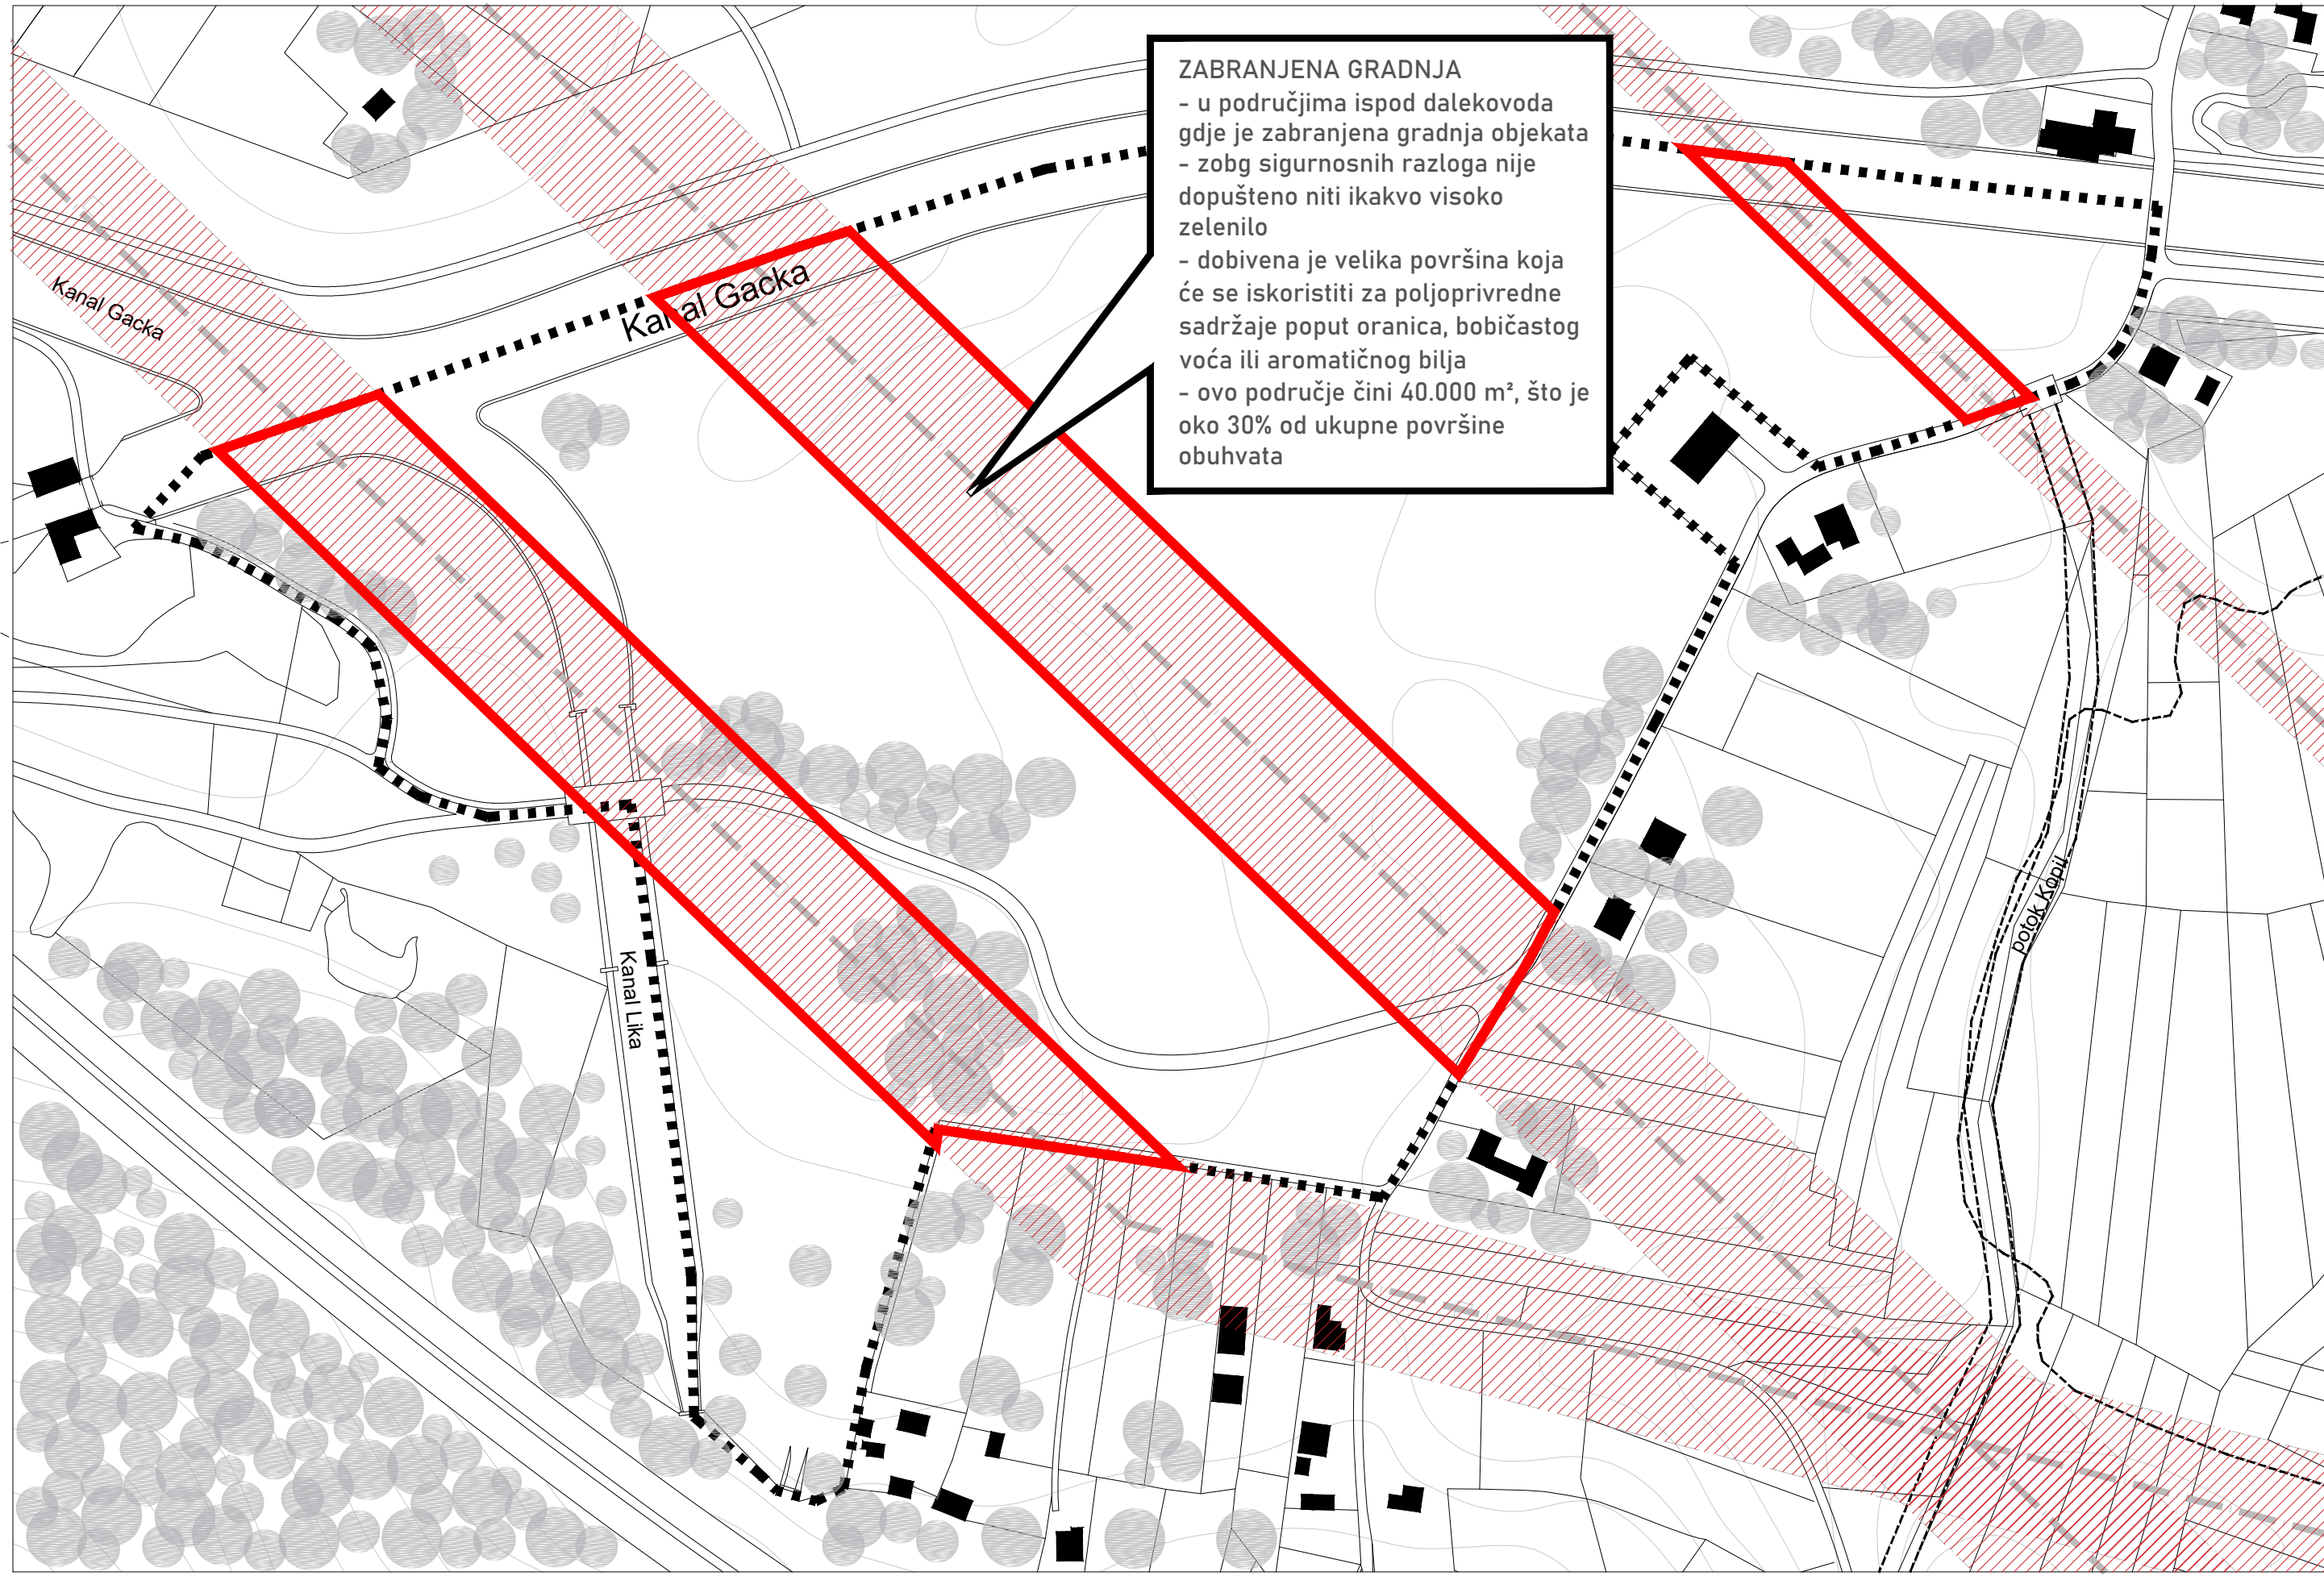 ZABRANJENA GRADNJA
- u područjima ispod dalekovoda
gdje je zabranjena gradnja objekata
- zobg sigurnosnih razloga nije
dopušteno niti ikakvo visoko
zelenilo
- dobivena je velika površina koja
će se iskoristiti za poljoprivredne
sadržaje poput oranica, bobičastog
voća ili aromatičnog bilja
- ovo područje čini 40.000 m², što je
oko 30% od ukupne površine
obuhvata
Kanal Gacka
Kanal Gacka
Kanal Lika
potok Kopil